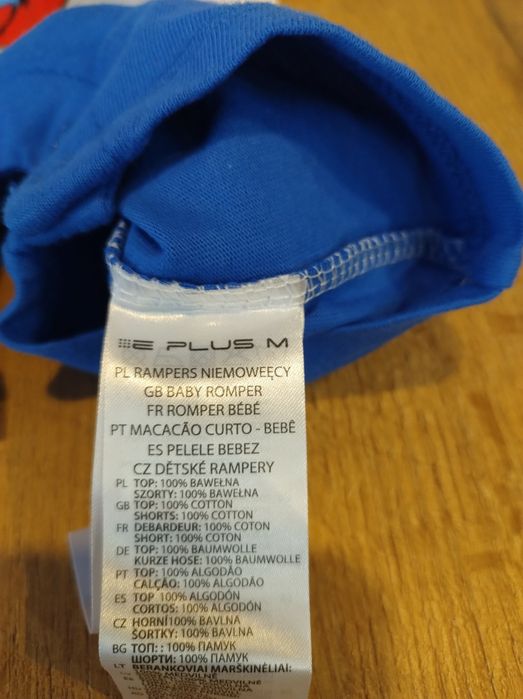 E PLUS M
PL RAMPERS NIEMOWĘĘCY
GB BABY ROMPER
FR ROMPER BÉBÉ
PT MACACÃO CURTO - BEBÊ
ES PELELE BEBEZ
CZ DĚTSKÉ RAMPERY
PL TOP: 100% BAWEŁNA
SZORTY: 100% BAWEŁNA
GB TOP: 100% COTTON
SHORTS: 100% COTTON
FR DEBARDEUR: 100% COTON
SHORT: 100% COTON
DE TOP: 100% BAUMWOLLE
KURZE HOSE: 100% BAUMWOLLE
PT TOP: 100% ALGODÃO
CALÇÃO: 100% ALGODÃO
ES TOP 100% ALGODÓN
CORTOS: 100% ALGODÓN
CZ HORNÍ100% BAVLNA
ŠORTKY: 100% BAVLNA
BG ТОП: : 100% ПАМУК
ШОРТИ: 100% ПАМУК
LT BERANKOVIAI MARŠKINĖLIAI:
100% MEDVILNĖ